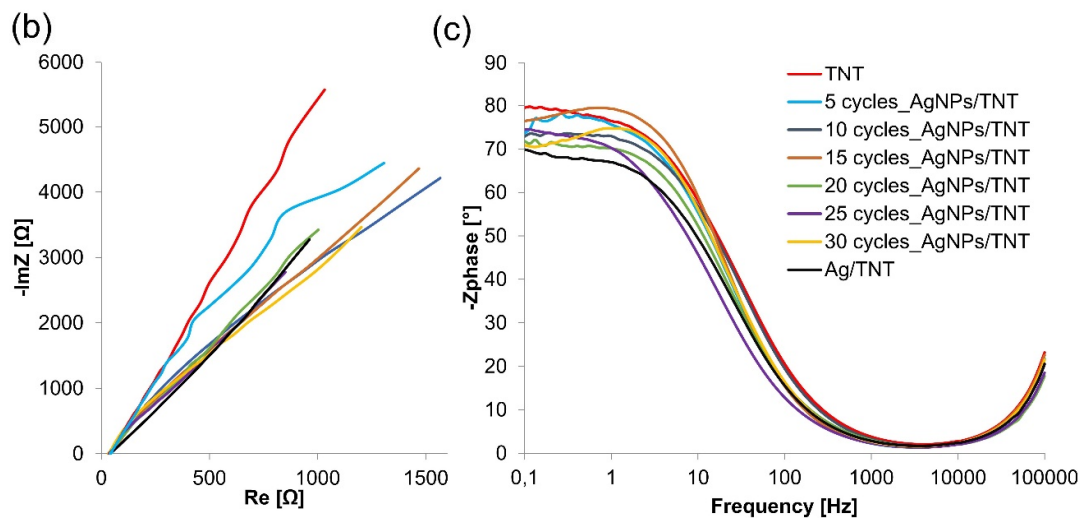 (b)
6000
5000
4000
3000
2000
1000
0
-ImZ [Ω]
0 500 1000 1500
Re [Ω]
(c)
90
80
70
60
50
40
30
20
10
0
-Zphase [°]
0,1 1 10 100 1000 10000 100000
Frequency [Hz]
TNT
5 cycles_AgNPs/TNT
10 cycles_AgNPs/TNT
15 cycles_AgNPs/TNT
20 cycles_AgNPs/TNT
25 cycles_AgNPs/TNT
30 cycles_AgNPs/TNT
Ag/TNT